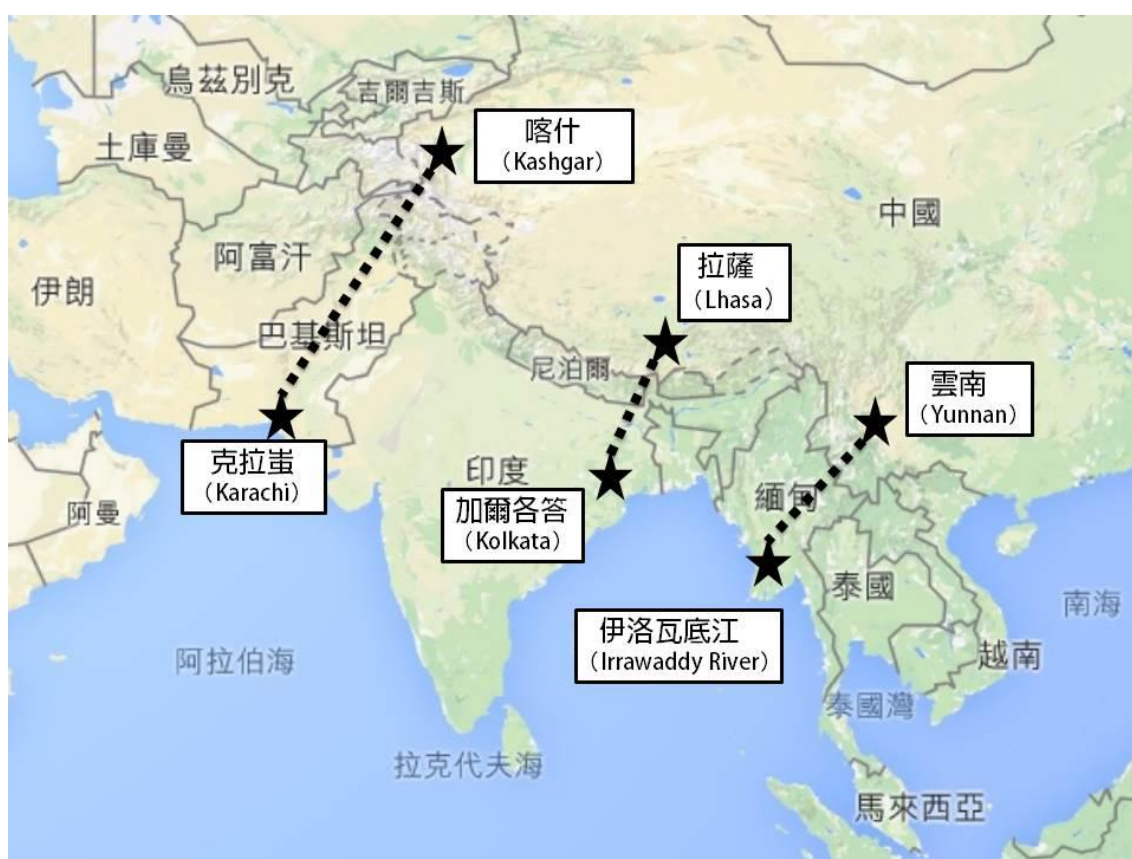 烏茲別克
吉爾吉斯
土庫曼
喀什
(Kashgar)
中國
阿富汗
伊朗
拉薩
(Lhasa)
巴基斯坦
尼泊爾
雲南
(Yunnan)
克拉蚩
(Karachi)
印度
加爾各答
(Kolkata)
緬甸
阿曼
泰國
南海
伊洛瓦底江
(Irrawaddy River)
阿拉伯海
越南
泰國灣
拉克代夫海
馬來西亞